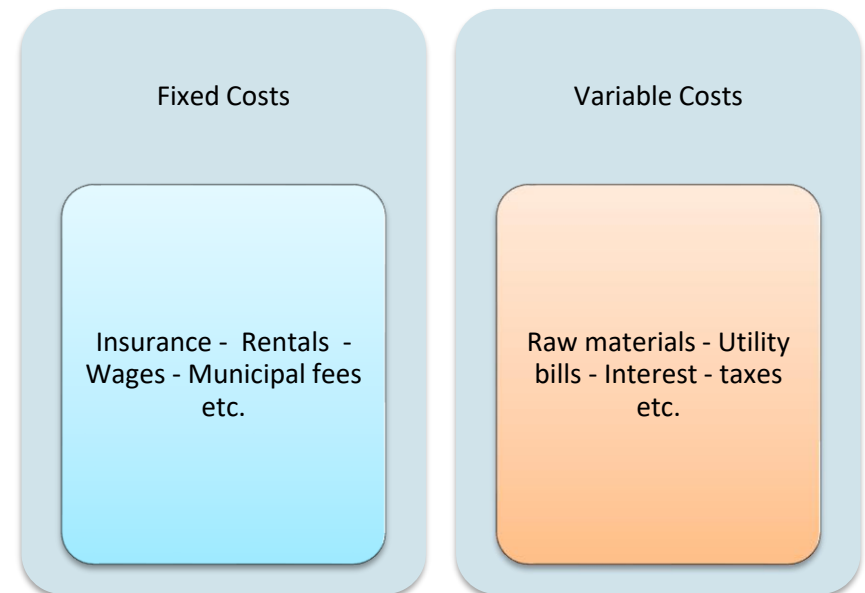 Fixed Costs
Insurance - Rentals -
Wages - Municipal fees
etc.
Variable Costs
Raw materials - Utility
bills - Interest - taxes
etc.